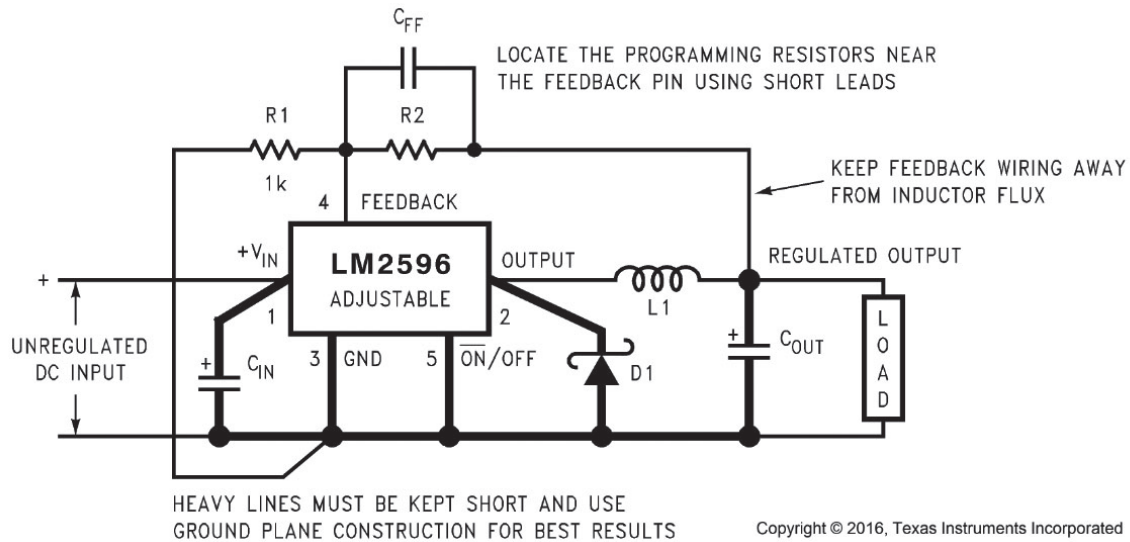 C_FF
LOCATE THE PROGRAMMING RESISTORS NEAR
THE FEEDBACK PIN USING SHORT LEADS
R1
R2
1k
4
FEEDBACK
KEEP FEEDBACK WIRING AWAY
FROM INDUCTOR FLUX
+V_IN
LM2596
ADJUSTABLE
OUTPUT
REGULATED OUTPUT
+
1
2
L1
UNREGULATED
DC INPUT
+
C_IN
3
GND
5
O̅N̅/OFF
D1
+
C_OUT
LOAD
HEAVY LINES MUST BE KEPT SHORT AND USE
GROUND PLANE CONSTRUCTION FOR BEST RESULTS
Copyright © 2016, Texas Instruments Incorporated